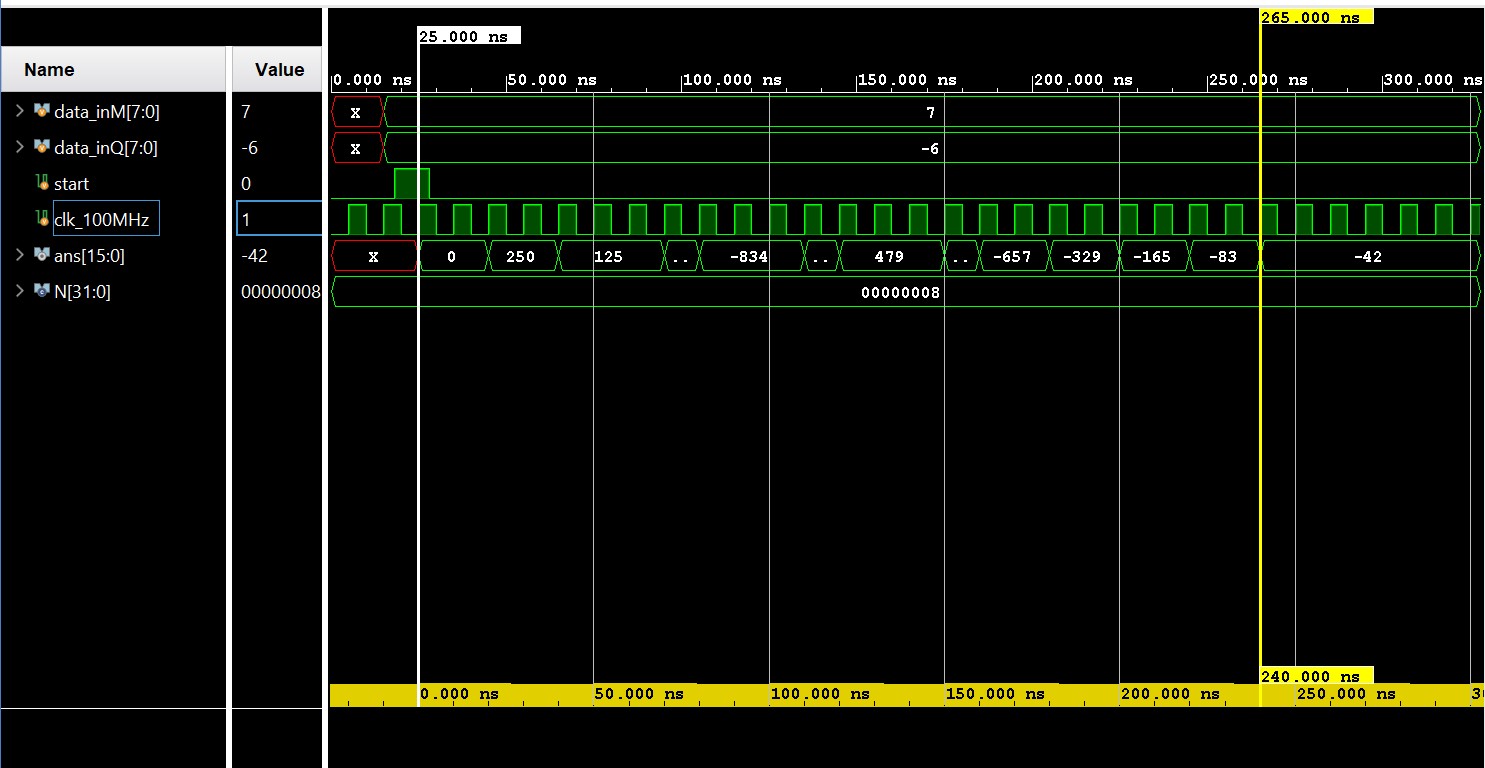 265.000 ns
25.000 ns
Name Value
0.000 ns 50.000 ns 100.000 ns 150.000 ns 200.000 ns 250.000 ns 300.000 ns
data_inM[7:0] 7 X 7
data_inQ[7:0] -6 X -6
start 0
clk_100MHz 1
ans[15:0] -42 X 0 250 125 .. -834 .. 479 .. -657 -329 -165 -83 -42
N[31:0] 00000008 00000008
240.000 ns
0.000 ns 50.000 ns 100.000 ns 150.000 ns 200.000 ns 250.000 ns